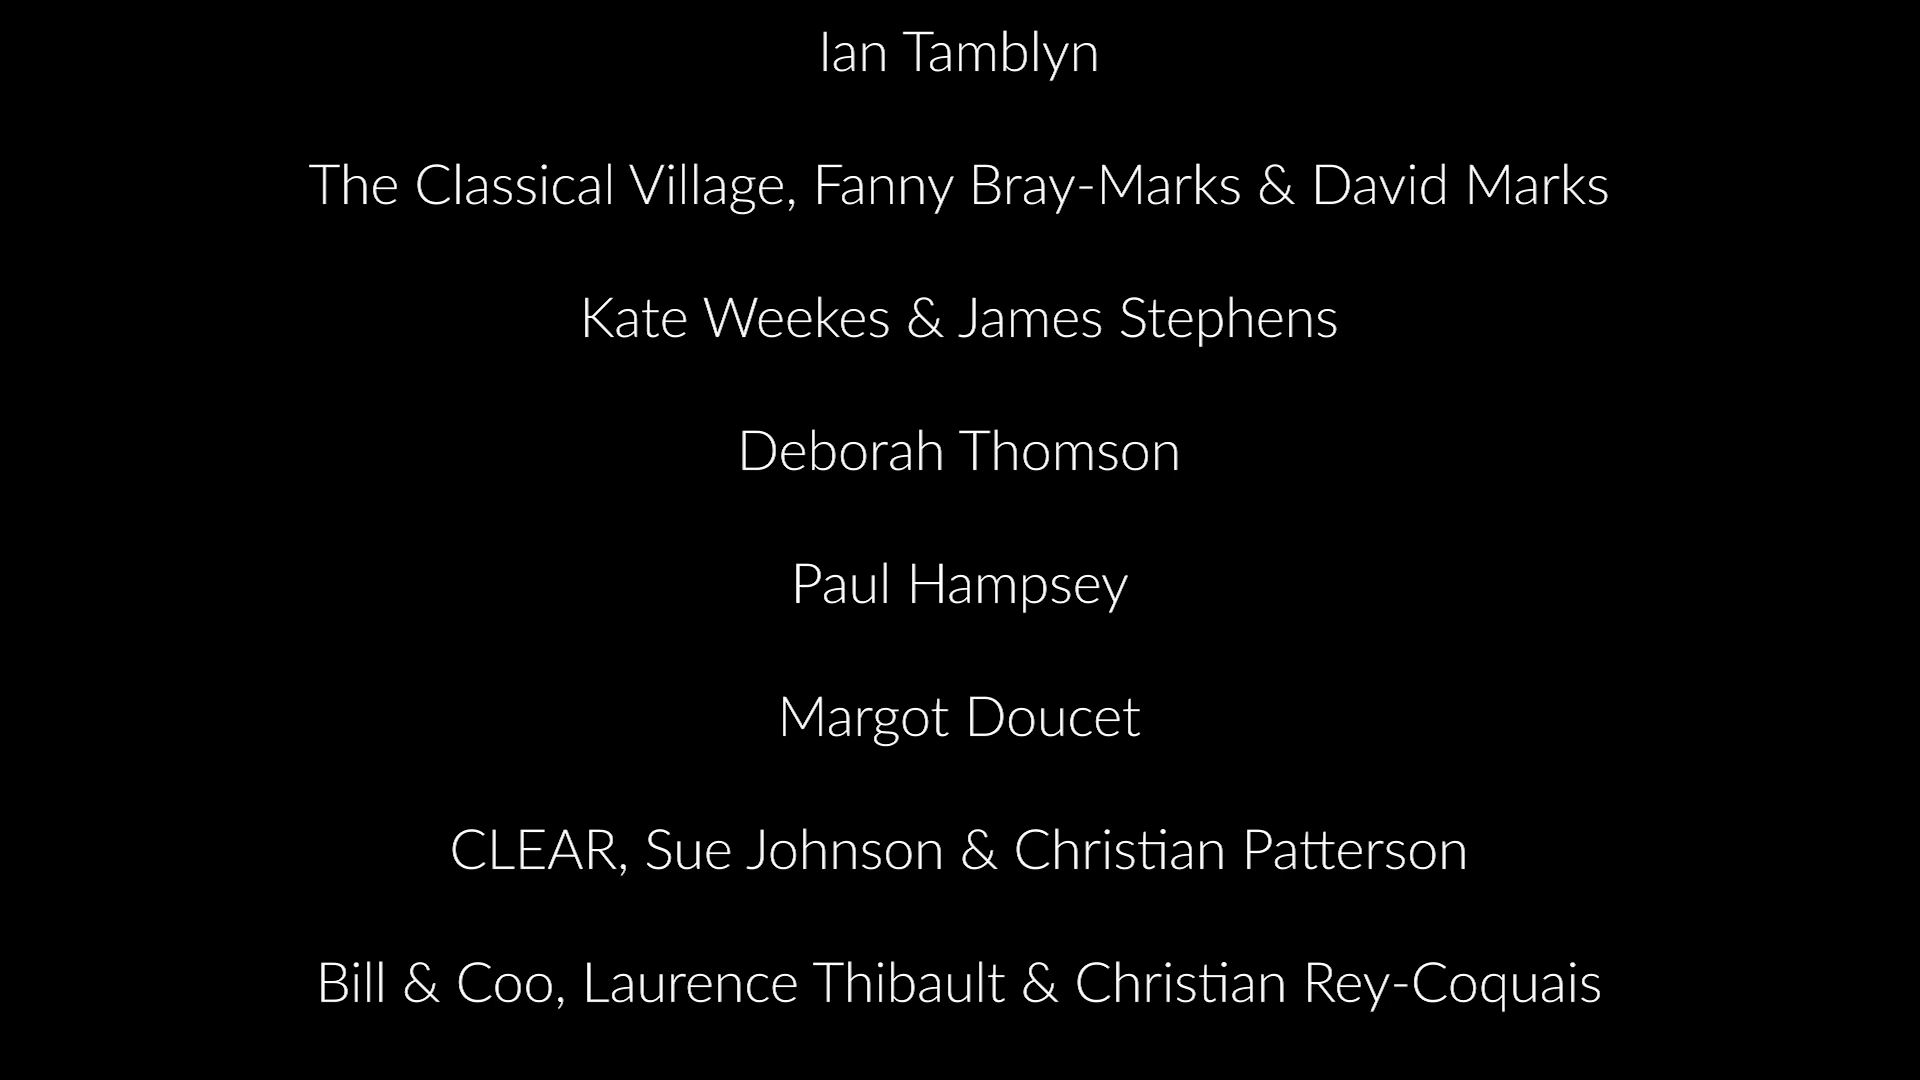 Ian Tamblyn
The Classical Village, Fanny Bray-Marks & David Marks
Kate Weekes & James Stephens
Deborah Thomson
Paul Hampsey
Margot Doucet
CLEAR, Sue Johnson & Christian Patterson
Bill & Coo, Laurence Thibault & Christian Rey-Coquais